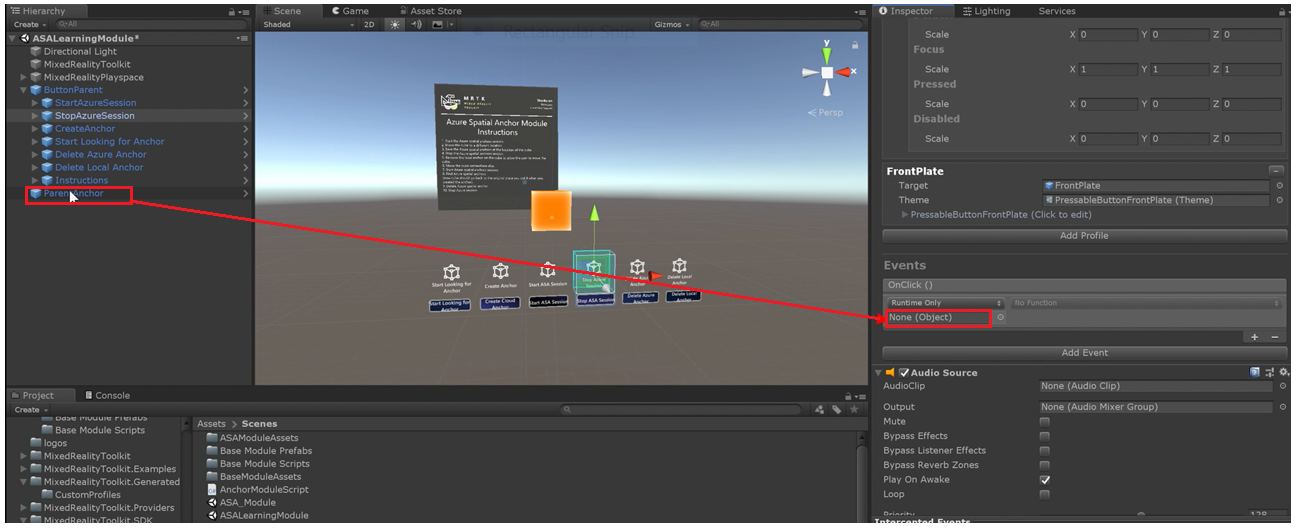 Hierarchy
Create
All
ASALearningModule*
Directional Light
MixedRealityToolkit
MixedRealityPlayspace
ButtonParent
StartAzureSession
StopAzureSession
CreateAnchor
Start Looking for Anchor
Delete Azure Anchor
Delete Local Anchor
Instructions
ParentAnchor
Scene
Game
Asset Store
Shaded
2D
Gizmos
All
Rectangular Ship
y
x
Persp
MRTK
Azure Spatial Anchor Module
Instructions
Start Looking for
Anchor
Create Anchor
Start ASA Session
Delete Local
Anchor
Start Looking for
Anchor
Create Cloud
Anchor
Start ASA Session
Stop ASA Session
Delete Azure
Anchor
Delete Local
Anchor
Inspector
Lighting
Services
Scale X 0 Y 0 Z 0
Focus
Scale X 1 Y 1 Z 1
Pressed
Scale X 0 Y 0 Z 0
Disabled
Scale X 0 Y 0 Z 0
FrontPlate
Target FrontPlate
Theme PressableButtonFrontPlate (Theme)
PressableButtonFrontPlate (Click to edit)
Add Profile
Events
OnClick ()
Runtime Only No Function
None (Object)
+ −
Add Event
Audio Source
AudioClip None (Audio Clip)
Output None (Audio Mixer Group)
Mute
Bypass Effects
Bypass Listener Effects
Bypass Reverb Zones
Play On Awake
Loop
Priority 128
Intercepted Events
Project
Console
Create
Base Module Prefabs
Base Module Scripts
logos
MixedRealityToolkit
MixedRealityToolkit.Examples
MixedRealityToolkit.Generated
CustomProfiles
MixedRealityToolkit.Providers
MixedRealityToolkit.SDK
Assets > Scenes
ASAModuleAssets
Base Module Prefabs
Base Module Scripts
BaseModuleAssets
AnchorModuleScript
ASA_Module
ASALearningModule